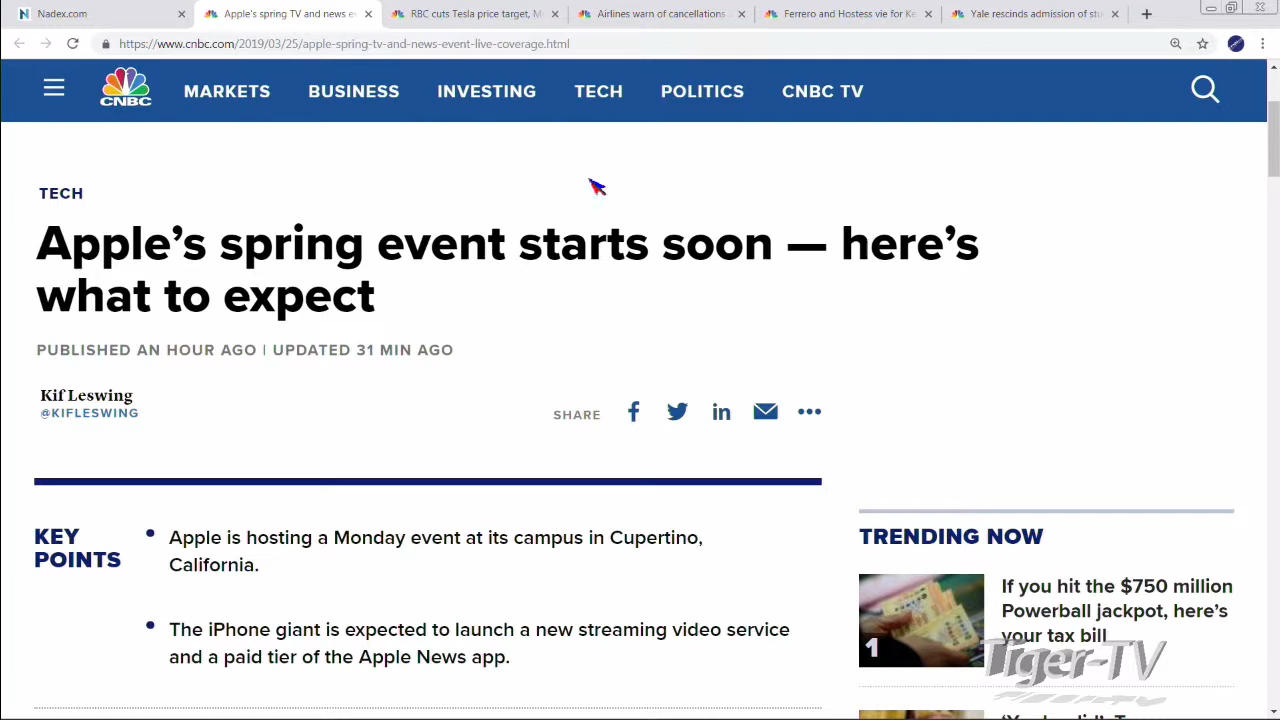 Nadex.com
Apple's spring TV and news e
RBC cuts Tesla price target, M
Airlines warn of cancellations
Ferrero and Hostess vie for Ke
Yale rescinds admission of stu
https://www.cnbc.com/2019/03/25/apple-spring-tv-and-news-event-live-coverage.html
CNBC
MARKETS BUSINESS INVESTING TECH POLITICS CNBC TV
TECH
Apple’s spring event starts soon — here’s
what to expect
PUBLISHED AN HOUR AGO | UPDATED 31 MIN AGO
Kif Leswing
@KIFLESWING
SHARE
KEY
POINTS
Apple is hosting a Monday event at its campus in Cupertino,
California.
The iPhone giant is expected to launch a new streaming video service
and a paid tier of the Apple News app.
TRENDING NOW
1
If you hit the $750 million
Powerball jackpot, here’s
your tax bill
Tiger-TV